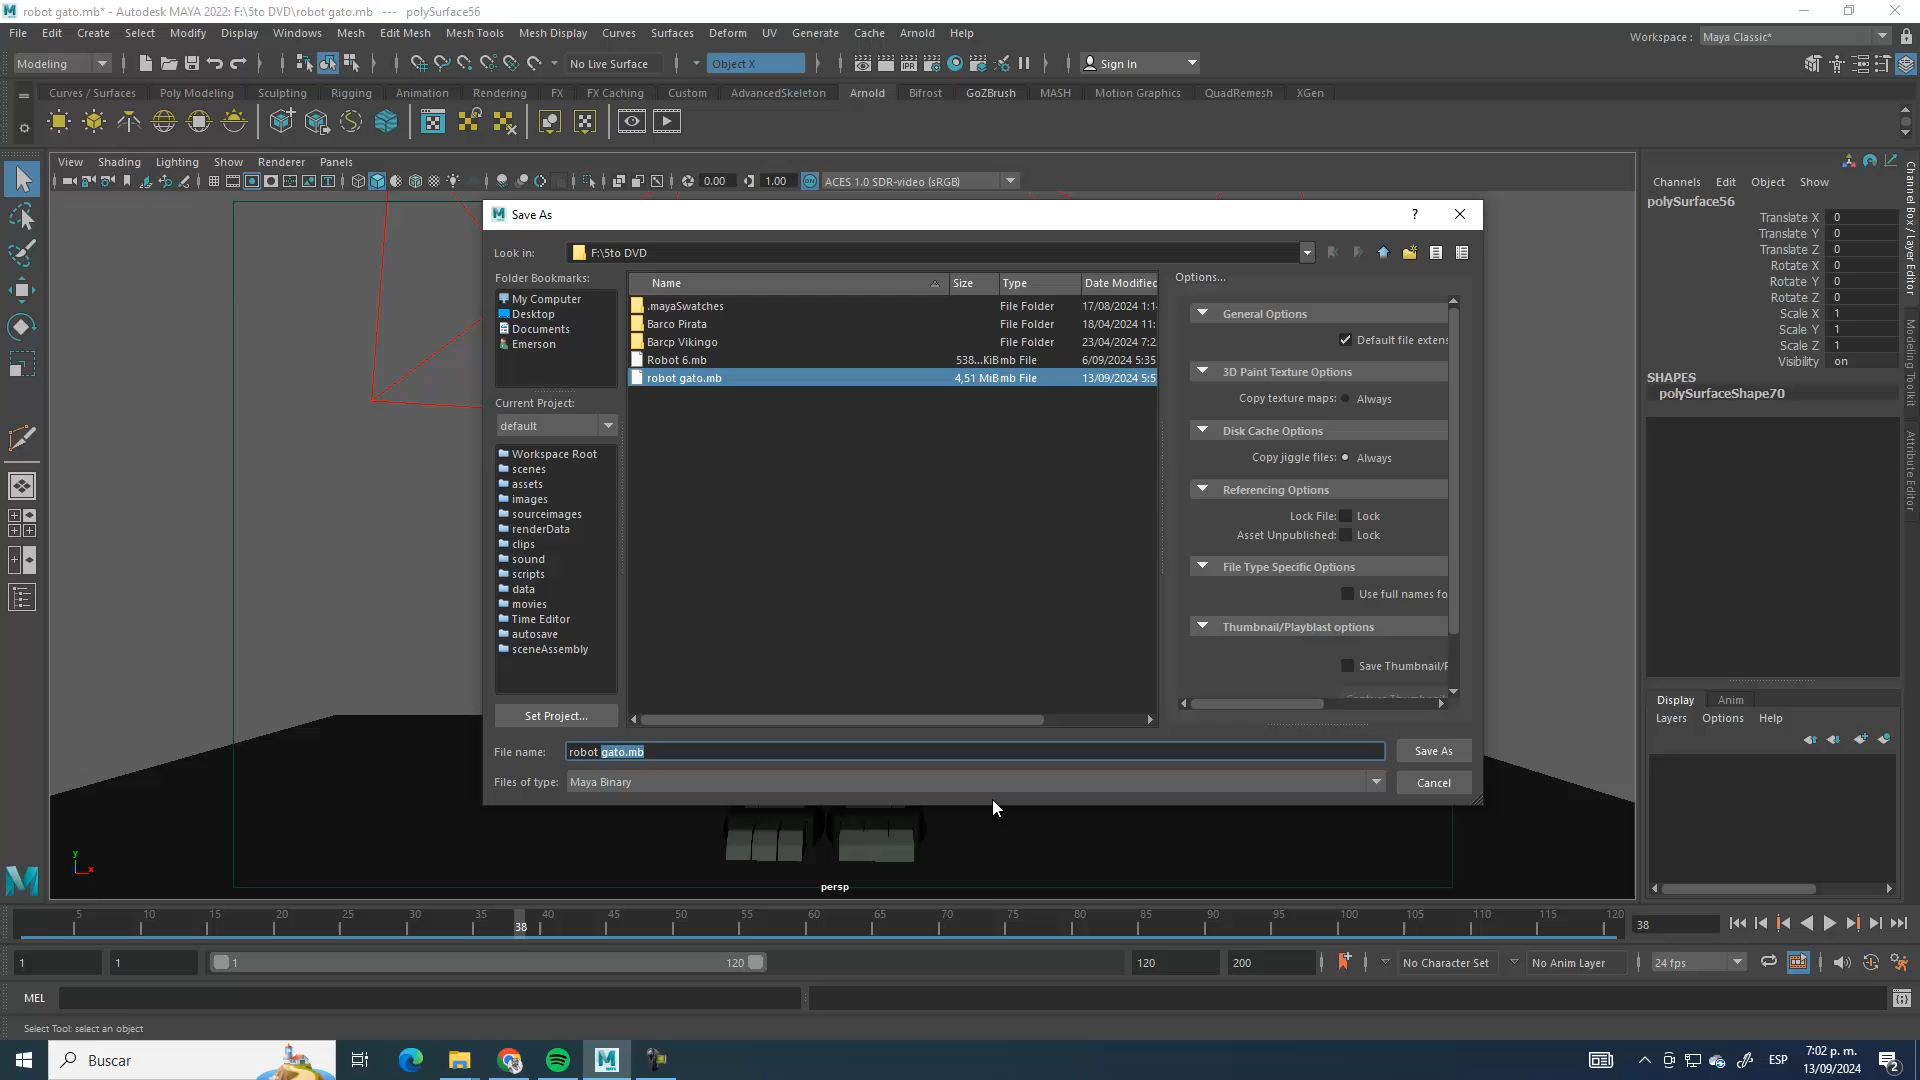 robot gato.mb* - Autodesk MAYA 2022: F:\5to DVD\robot gato.mb --- polySurface56
File Edit Create Select Modify Display Windows Mesh Edit Mesh Mesh Tools Mesh Display Curves Surfaces Deform UV Generate Cache Arnold Help
Workspace : Maya Classic*
Modeling No Live Surface Object X Sign In
Curves / Surfaces Poly Modeling Sculpting Rigging Animation Rendering FX FX Caching Custom AdvancedSkeleton Arnold Bifrost GoZBrush MASH Motion Graphics QuadRemesh XGen
View Shading Lighting Show Renderer Panels
0.00 1.00 ACES 1.0 SDR-video (sRGB)
Save As
Look in: F:\5to DVD
Folder Bookmarks:
My Computer
Desktop
Documents
Emerson
Current Project:
default
Workspace Root
scenes
assets
images
sourceimages
renderData
clips
sound
scripts
data
movies
Time Editor
autosave
sceneAssembly
Set Project...
Name Size Type Date Modified
.mayaSwatches File Folder 17/08/2024 1:1
Barco Pirata File Folder 18/04/2024 11:
Barcp Vikingo File Folder 23/04/2024 7:2
Robot 6.mb 538...KiB mb File 6/09/2024 5:35
robot gato.mb 4,51 MiB mb File 13/09/2024 5:5
Options...
General Options
Default file extens
3D Paint Texture Options
Copy texture maps: Always
Disk Cache Options
Copy jiggle files: Always
Referencing Options
Lock File: Lock
Asset Unpublished: Lock
File Type Specific Options
Use full names fo
Thumbnail/Playblast options
Save Thumbnail/F
File name: robot gato.mb Save As
Files of type: Maya Binary Cancel
persp
y
x
Channels Edit Object Show
polySurface56
Translate X 0
Translate Y 0
Translate Z 0
Rotate X 0
Rotate Y 0
Rotate Z 0
Scale X 1
Scale Y 1
Scale Z 1
Visibility on
SHAPES
polySurfaceShape70
Channel Box / Layer Editor
Modeling Toolkit
Attribute Editor
Display Anim
Layers Options Help
5 10 15 20 25 30 35 40 45 50 55 60 65 70 75 80 85 90 95 100 105 110 115 120
38
38
1 1 1 120 120 200 No Character Set No Anim Layer 24 fps
MEL
Select Tool: select an object
Buscar
ESP
7:02 p. m.
13/09/2024
2